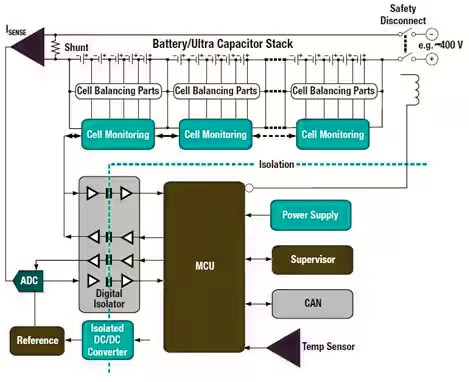 ISENSE
Safety
Disconnect
Shunt
Battery/Ultra Capacitor Stack
e.g. ~400 V
Cell Balancing Parts
Cell Balancing Parts
Cell Balancing Parts
Cell Monitoring
Cell Monitoring
Cell Monitoring
Isolation
Power Supply
MCU
Supervisor
ADC
Digital
Isolator
CAN
Reference
Isolated
DC/DC
Converter
Temp Sensor